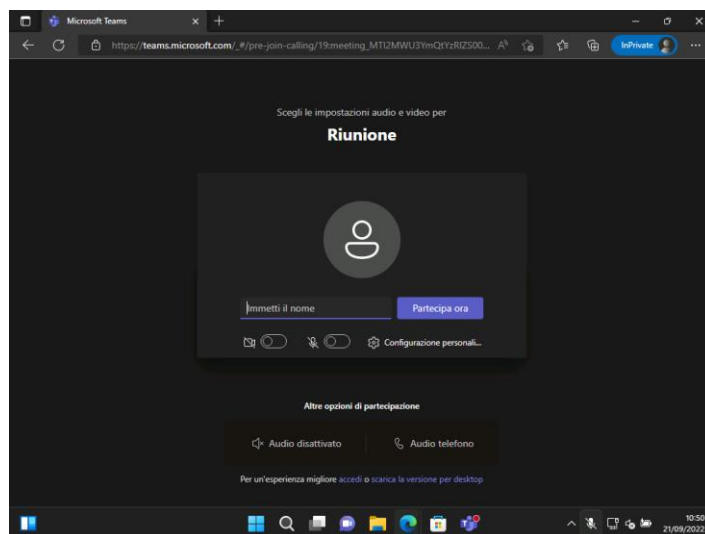 Microsoft Teams
https://teams.microsoft.com/_#/pre-join-calling/19:meeting_MTI2MWU3YmQtYzRlZS00...
InPrivate
Scegli le impostazioni audio e video per
Riunione
Immetti il nome
Partecipa ora
Configurazione personali...
Altre opzioni di partecipazione
Audio disattivato
Audio telefono
Per un'esperienza migliore accedi o scarica la versione per desktop
10:50
21/09/2022